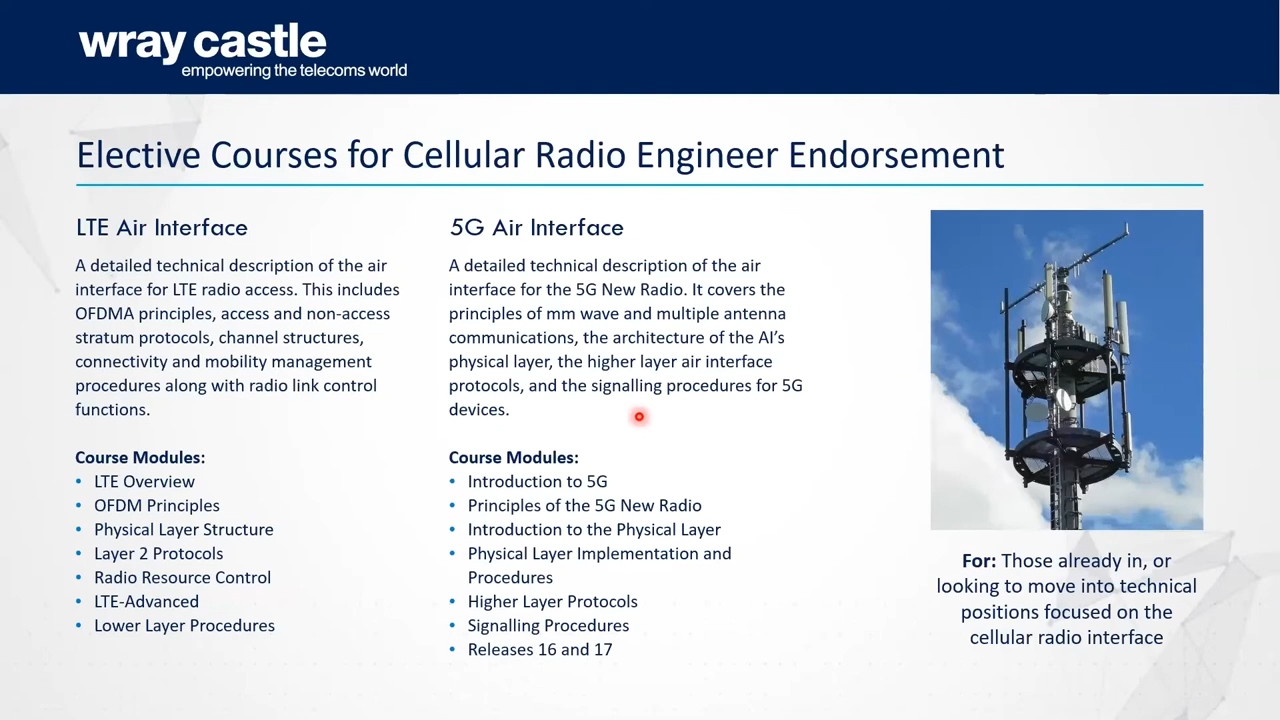 wray castle
empowering the telecoms world
Elective Courses for Cellular Radio Engineer Endorsement
LTE Air Interface
A detailed technical description of the air
interface for LTE radio access. This includes
OFDMA principles, access and non-access
stratum protocols, channel structures,
connectivity and mobility management
procedures along with radio link control
functions.
Course Modules:
• LTE Overview
• OFDM Principles
• Physical Layer Structure
• Layer 2 Protocols
• Radio Resource Control
• LTE-Advanced
• Lower Layer Procedures
5G Air Interface
A detailed technical description of the air
interface for the 5G New Radio. It covers the
principles of mm wave and multiple antenna
communications, the architecture of the AI’s
physical layer, the higher layer air interface
protocols, and the signalling procedures for 5G
devices.
Course Modules:
• Introduction to 5G
• Principles of the 5G New Radio
• Introduction to the Physical Layer
• Physical Layer Implementation and
Procedures
• Higher Layer Protocols
• Signalling Procedures
• Releases 16 and 17
For: Those already in, or
looking to move into technical
positions focused on the
cellular radio interface